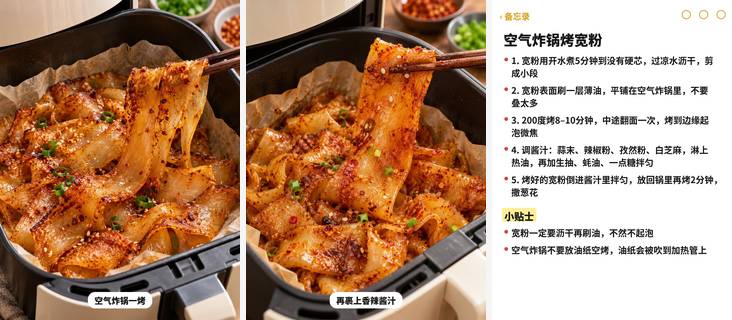 空气炸锅一烤
再裹上香辣酱汁
‹ 备忘录
空气炸锅烤宽粉
1. 宽粉用开水煮5分钟到没有硬芯，过凉水沥干，剪
成小段
2. 宽粉表面刷一层薄油，平铺在空气炸锅里，不要
叠太多
3. 200度烤8–10分钟，中途翻面一次，烤到边缘起
泡微焦
4. 调酱汁：蒜末、辣椒粉、孜然粉、白芝麻，淋上
热油，再加生抽、蚝油、一点糖拌匀
5. 烤好的宽粉倒进酱汁里拌匀，放回锅里再烤2分钟，
撒葱花
小贴士
宽粉一定要沥干再刷油，不然不起泡
空气炸锅不要放油纸空烤，油纸会被吹到加热管上